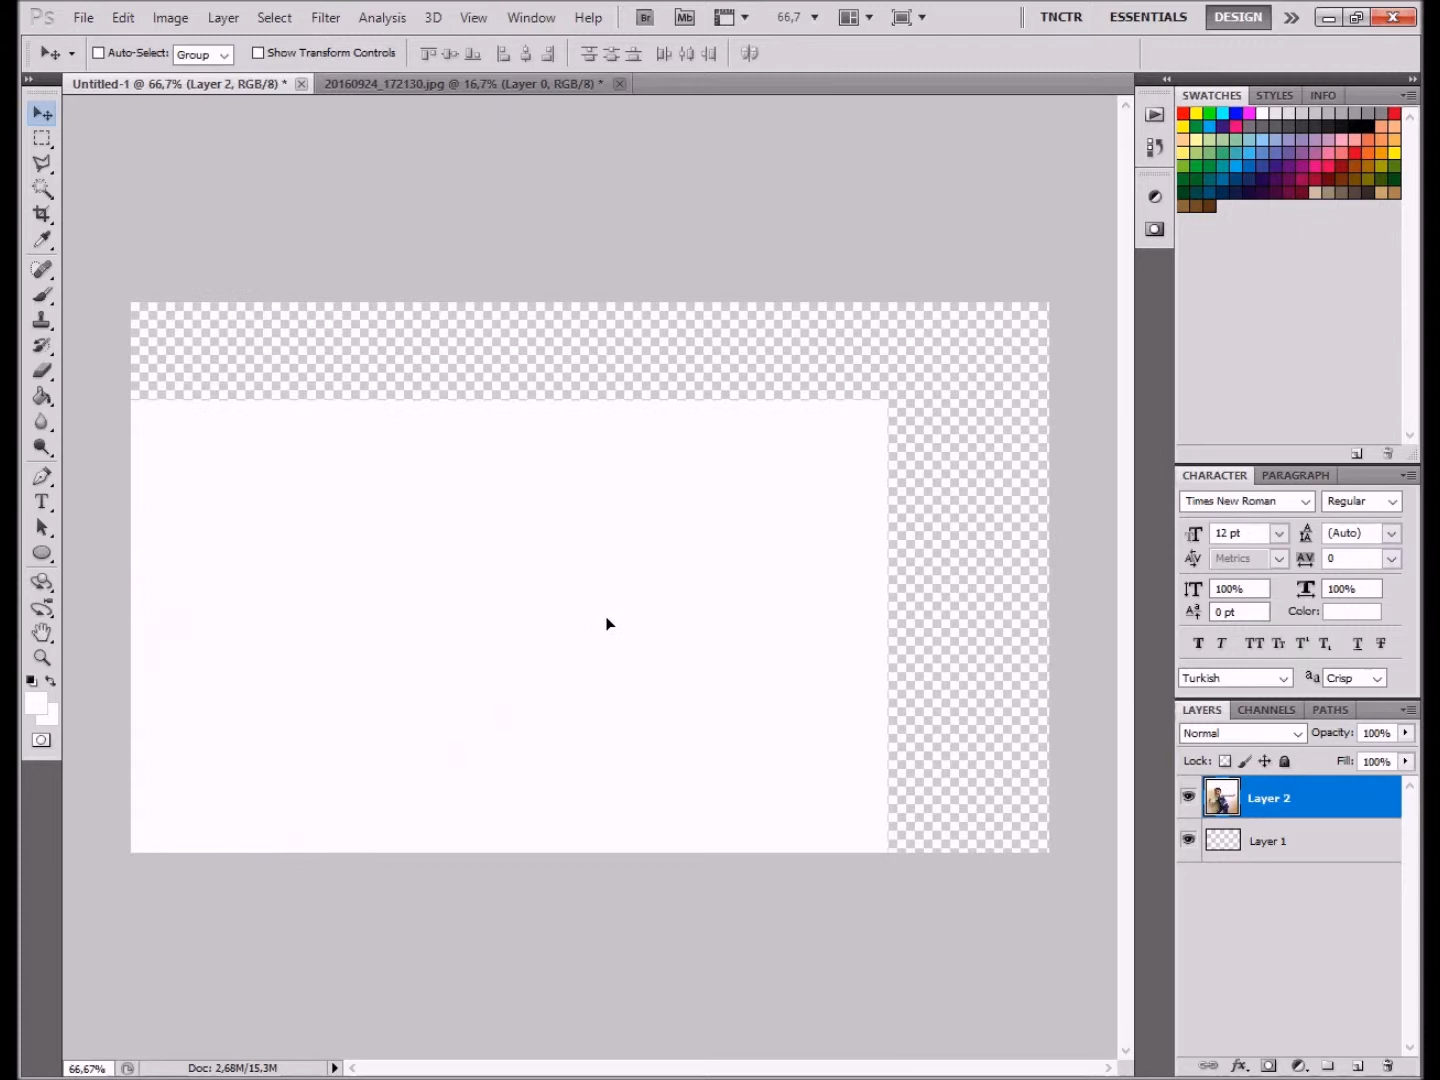 Ps File Edit Image Layer Select Filter Analysis 3D View Window Help Br Mb 66,7 TNCTR ESSENTIALS DESIGN
Auto-Select: Group Show Transform Controls
Untitled-1 @ 66,7% (Layer 2, RGB/8) * 20160924_172130.jpg @ 16,7% (Layer 0, RGB/8) *
SWATCHES STYLES INFO
CHARACTER PARAGRAPH
Times New Roman Regular
12 pt (Auto)
Metrics 0
100% 100%
0 pt Color:
T T TT Tr T¹ T, T T
Turkish aa Crisp
LAYERS CHANNELS PATHS
Normal Opacity: 100%
Lock: Fill: 100%
Layer 2
Layer 1
66,67% Doc: 2,68M/15,3M fx.